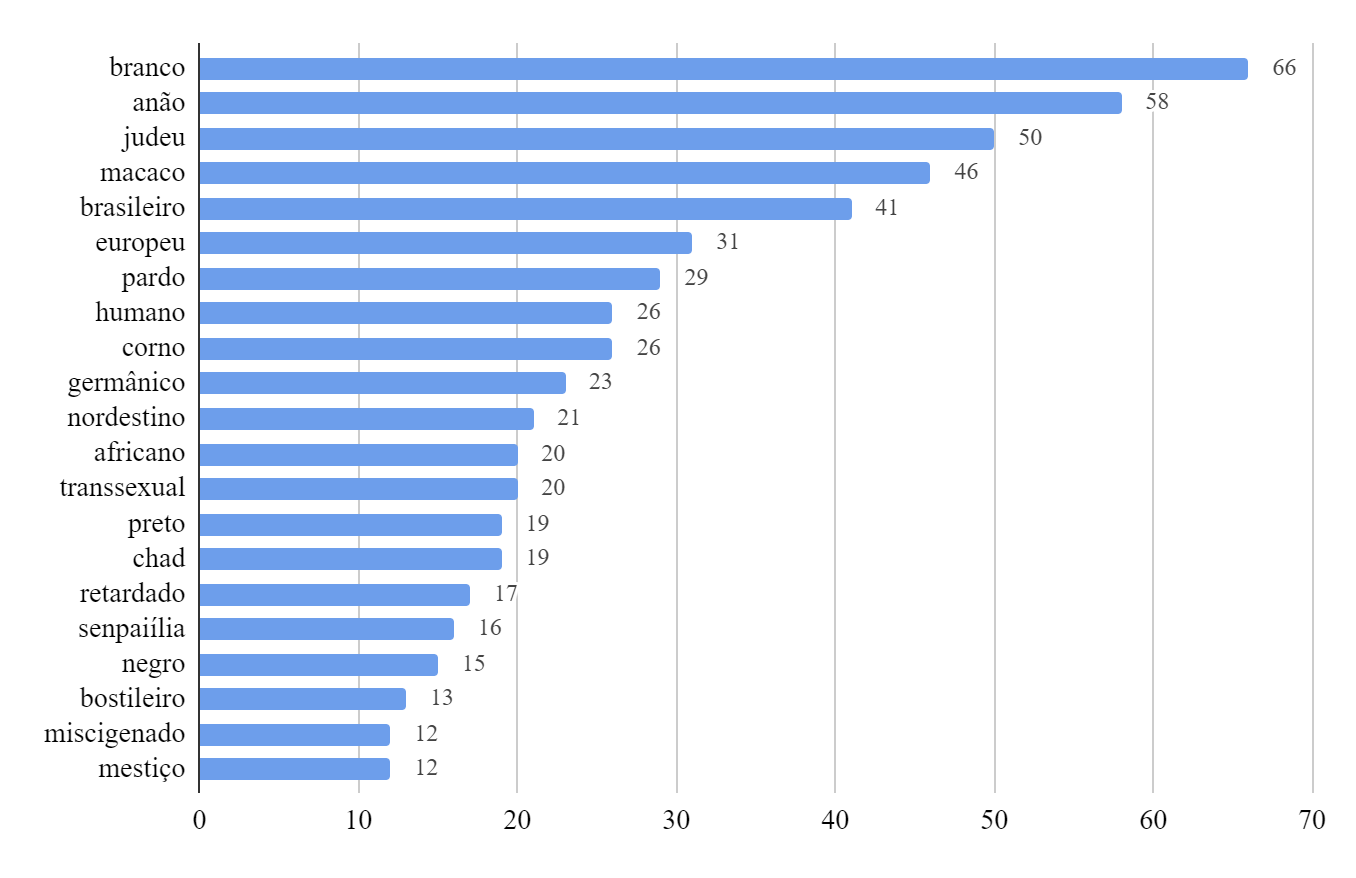 branco 66
anão 58
judeu 50
macaco 46
brasileiro 41
europeu 31
pardo 29
humano 26
corno 26
germânico 23
nordestino 21
africano 20
transsexual 20
preto 19
chad 19
retardado 17
senpaiília 16
negro 15
bostileiro 13
miscigenado 12
mestiço 12
0 10 20 30 40 50 60 70